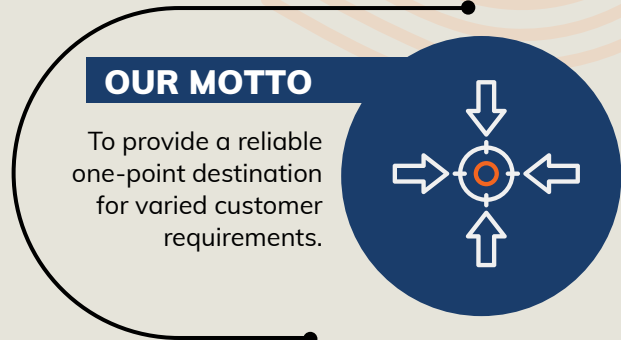 OUR MOTTO
To provide a reliable
one-point destination
for varied customer
requirements.